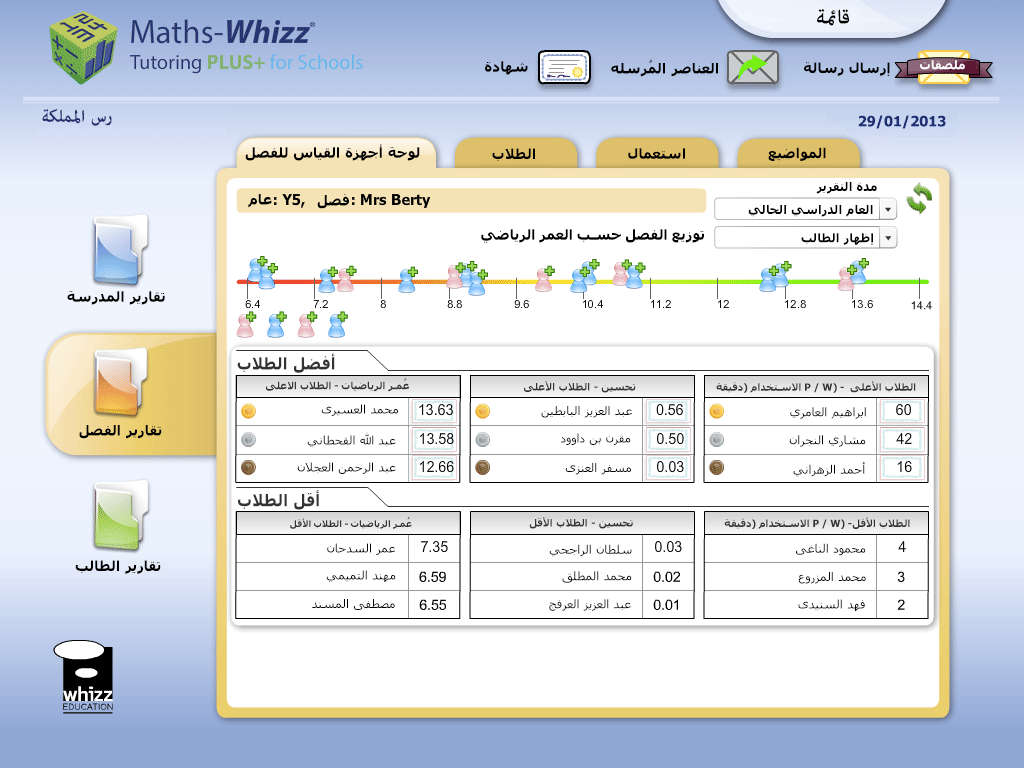 قائمة
Maths-Whizz®
Tutoring PLUS+ for Schools
ملصقات
إرسال رسالة
العناصر المُرسله
شهادة
رس المملكة
29/01/2013
المواضيع
استعمال
الطلاب
لوحة أجهزة القياس للفصل
عام: Y5, فصل: Mrs Berty
مدة التقرير
العام الدراسي الحالي
إظهار الطالب
توزيع الفصل حسب العمر الرياضي
6.4 7.2 8 8.8 9.6 10.4 11.2 12 12.8 13.6 14.4
تقارير المدرسة
تقارير الفصل
تقارير الطالب
أفضل الطلاب
الطلاب الأعلى - (P / W الاستخدام (دقيقة
60 ابراهيم العامري
42 مشاري النجران
16 أحمد الزهراني
تحسين - الطلاب الأعلى
0.56 عبد العزيز البابطين
0.50 مقرن بن داوود
0.03 مسفر العنزى
عُمر الرياضيات - الطلاب الاعلى
13.63 محمد العسيرى
13.58 عبد الله القحطاني
12.66 عبد الرحمن العجلان
أقل الطلاب
الطلاب الأقل- (P / W الاستخدام (دقيقة
4 محمود الناغى
3 محمد المزروع
2 فهد السنيدى
تحسين - الطلاب الأقل
0.03 سلطان الراجحي
0.02 محمد المطلق
0.01 عبد العزيز العرفج
عُمر الرياضيات - الطلاب الأقل
7.35 عمر السدحان
6.59 مهند التميمي
6.55 مصطفى المسند
whizz
EDUCATION